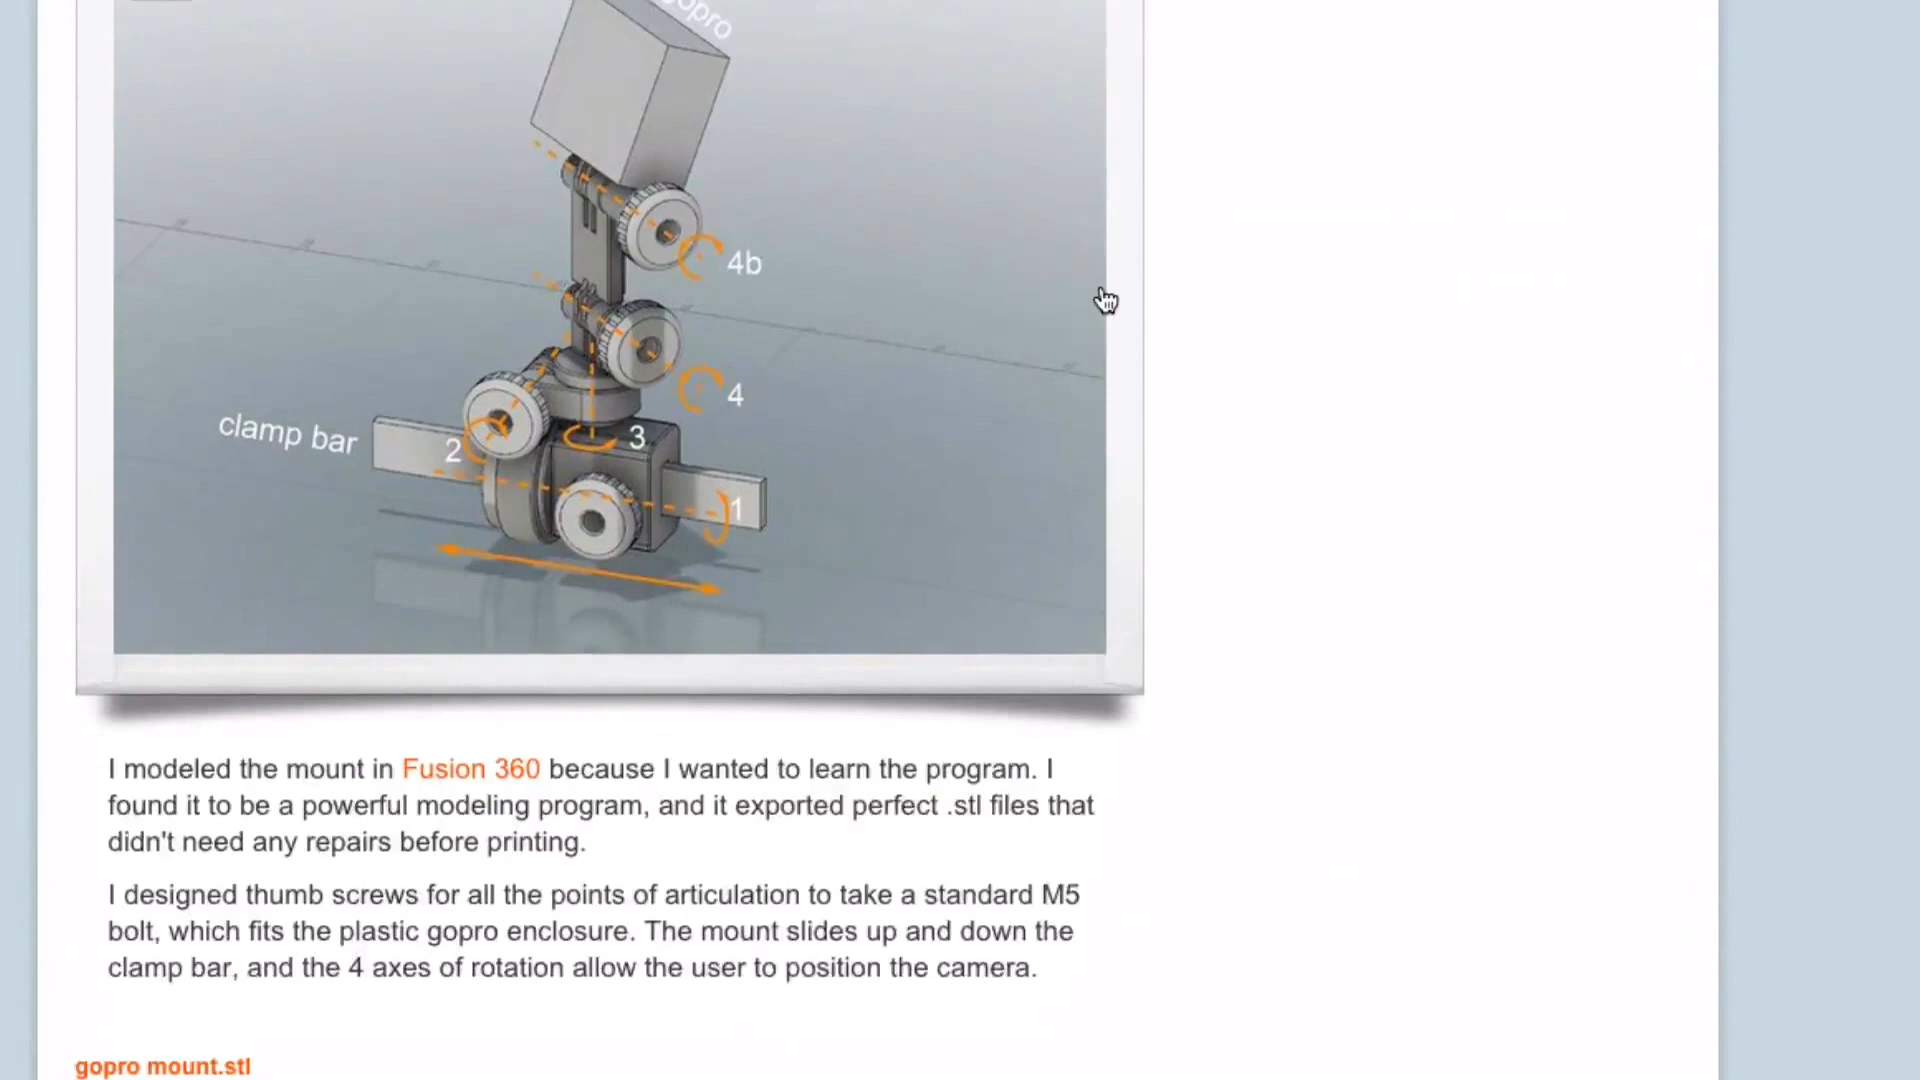 gopro
4b
4
clamp bar
2
3
1
I modeled the mount in Fusion 360 because I wanted to learn the program. I
found it to be a powerful modeling program, and it exported perfect .stl files that
didn't need any repairs before printing.
I designed thumb screws for all the points of articulation to take a standard M5
bolt, which fits the plastic gopro enclosure. The mount slides up and down the
clamp bar, and the 4 axes of rotation allow the user to position the camera.
gopro mount.stl